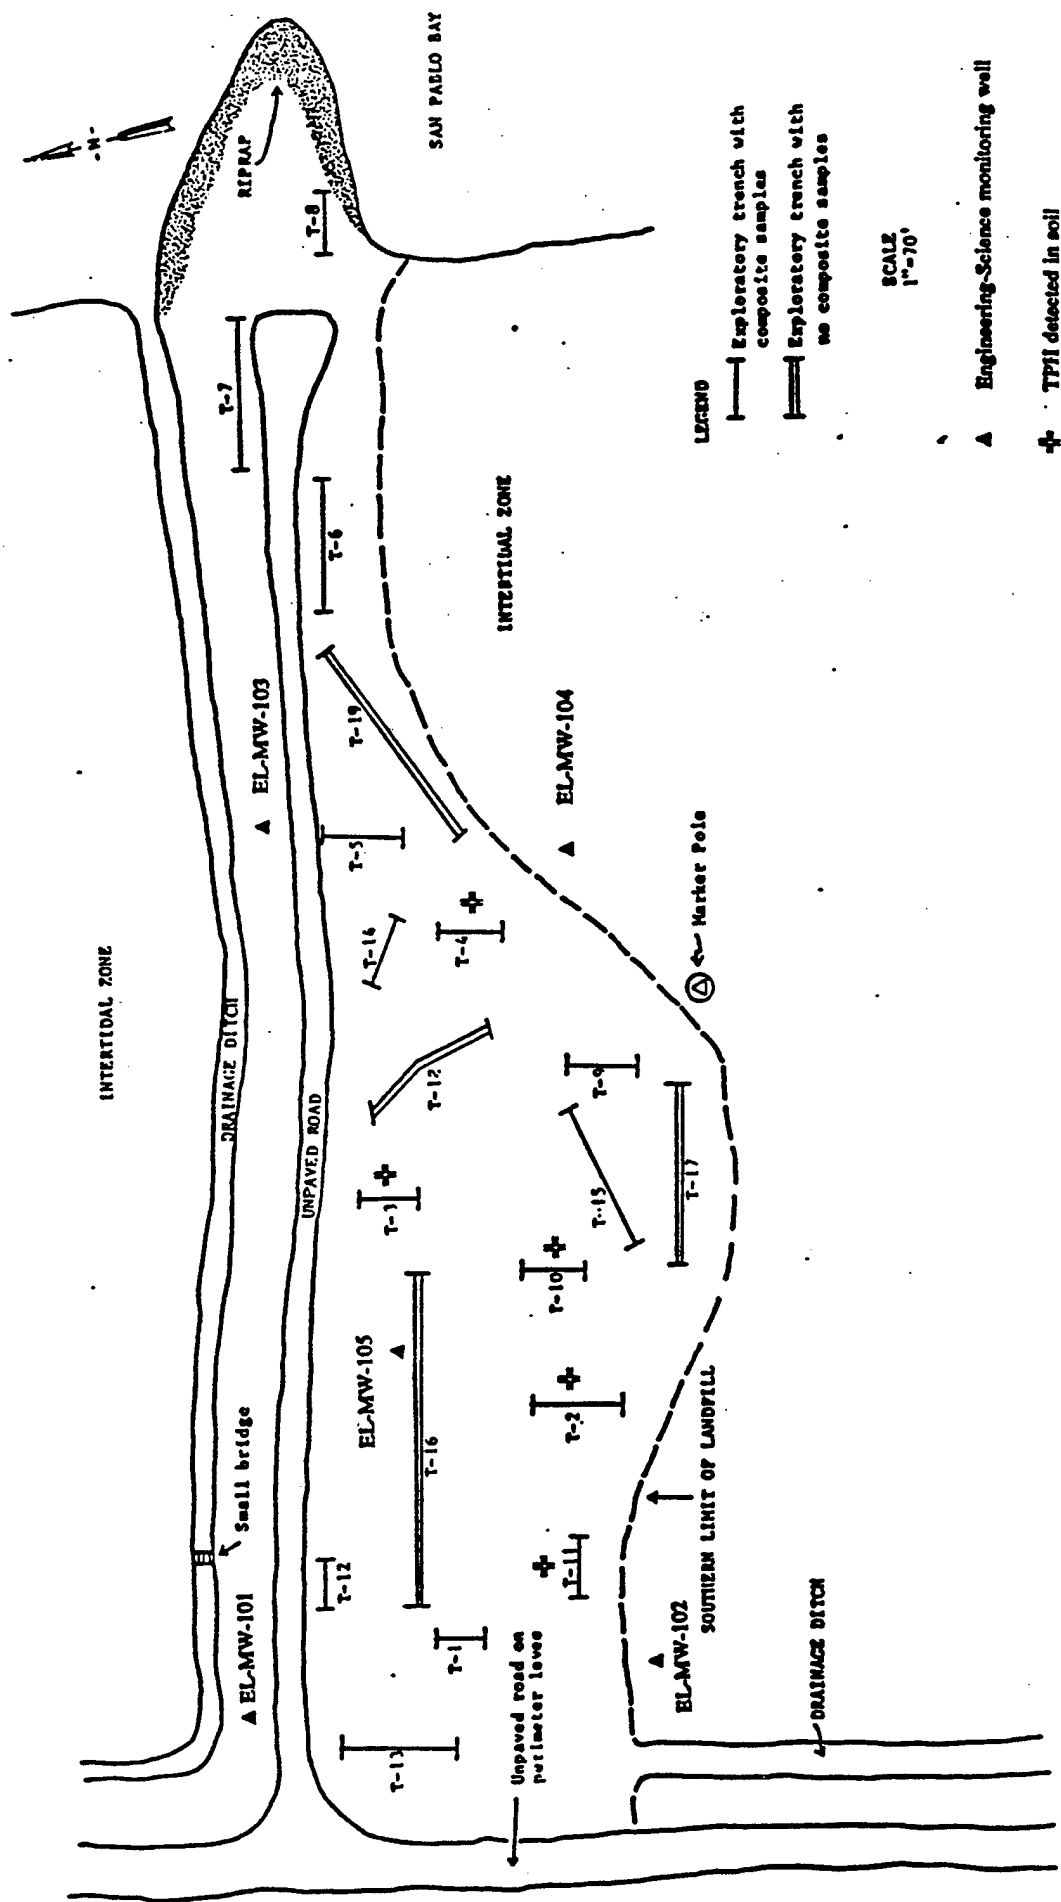 SAN PABLO BAY
-N-
RIPRAP
T-8
T-7
T-6
INTERTIDAL ZONE
EL-MW-103
T-19
EL-MW-104
T-5
Marker Pole
T-14
T-4
INTERTIDAL ZONE
DRAINAGE DITCH
UNPAVED ROAD
T-12
T-9
T-3
T-15
T-17
T-10
EL-MW-105
T-2
T-16
Small bridge
SOUTHERN LIMIT OF LANDFILL
T-12
T-11
EL-MW-101
T-1
EL-MW-102
T-13
Unpaved road on
perimeter levee
DRAINAGE DITCH
LEGEND
Exploratory trench with
composite samples
Exploratory trench with
no composite samples
SCALE
1"=70'
Engineering-Science monitoring well
TPH detected in soil